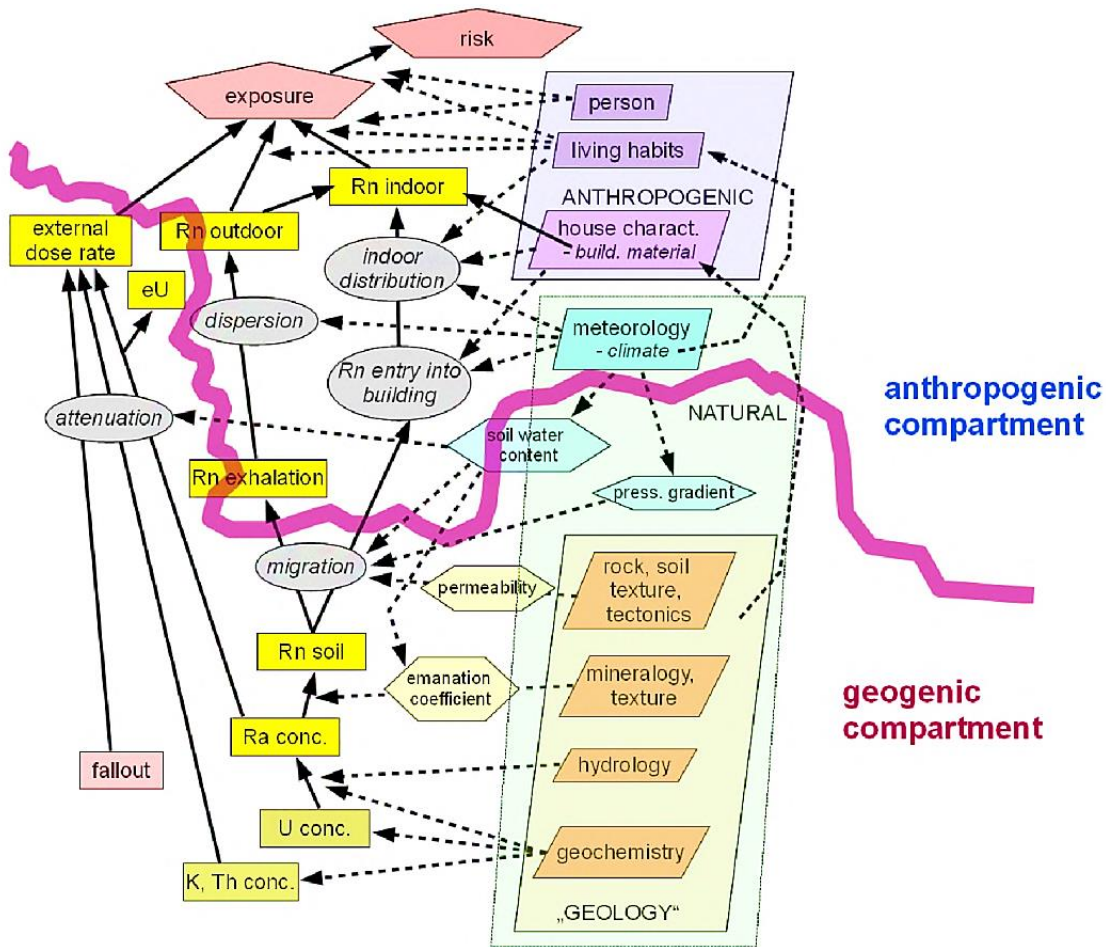 risk
exposure
person
living habits
ANTHROPOGENIC
Rn indoor
external
dose rate
Rn outdoor
house charact.
- build. material
indoor
distribution
eU
dispersion
meteorology
- climate
Rn entry into
building
NATURAL
anthropogenic
compartment
attenuation
soil water
content
Rn exhalation
press. gradient
migration
permeability
rock, soil
texture,
tectonics
Rn soil
emanation
coefficient
mineralogy,
texture
geogenic
compartment
Ra conc.
fallout
hydrology
U conc.
geochemistry
K, Th conc.
„GEOLOGY“